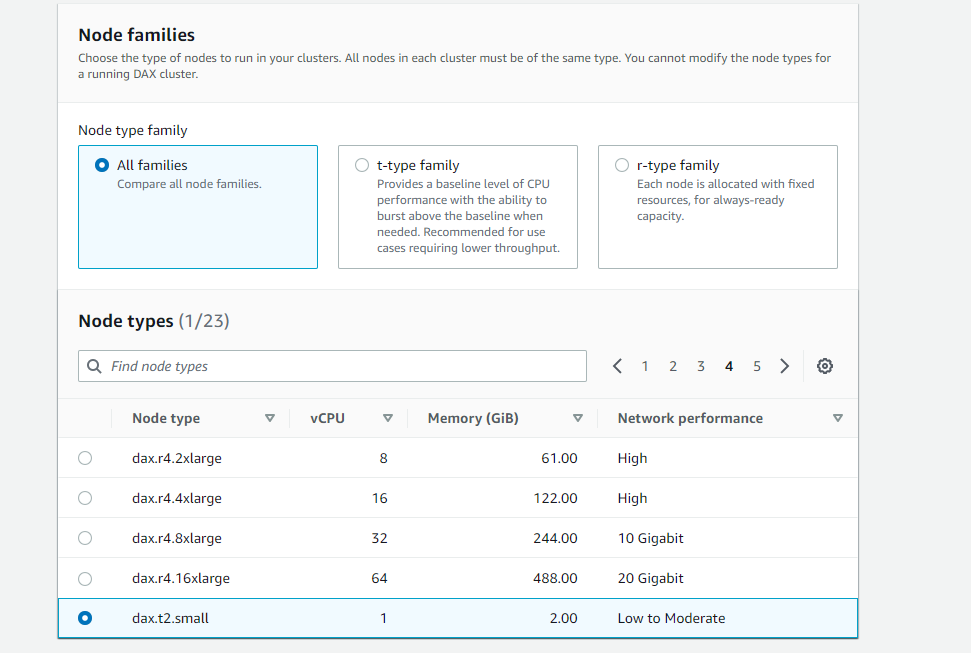 Node families
Choose the type of nodes to run in your clusters. All nodes in each cluster must be of the same type. You cannot modify the node types for
a running DAX cluster.
Node type family
All families
Compare all node families.
t-type family
Provides a baseline level of CPU
performance with the ability to
burst above the baseline when
needed. Recommended for use
cases requiring lower throughput.
r-type family
Each node is allocated with fixed
resources, for always-ready
capacity.
Node types (1/23)
Find node types
1 2 3 4 5
Node type vCPU Memory (GiB) Network performance
dax.r4.2xlarge 8 61.00 High
dax.r4.4xlarge 16 122.00 High
dax.r4.8xlarge 32 244.00 10 Gigabit
dax.r4.16xlarge 64 488.00 20 Gigabit
dax.t2.small 1 2.00 Low to Moderate